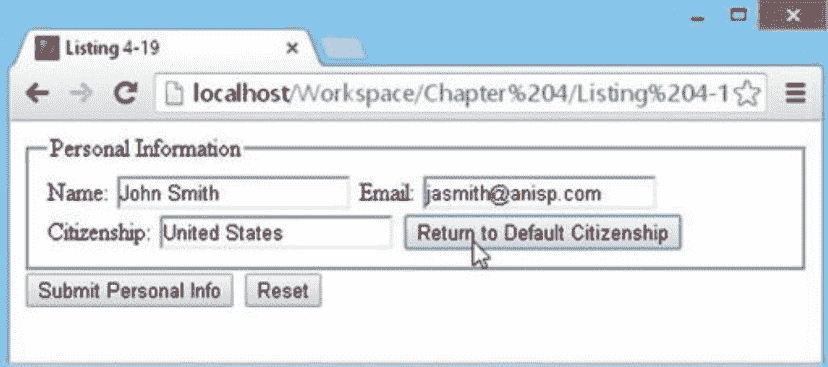 Listing 4-19
localhost/Workspace/Chapter%204/Listing%204-1
Personal Information
Name: John Smith Email: jasmith@anisp.com
Citizenship: United States Return to Default Citizenship
Submit Personal Info Reset